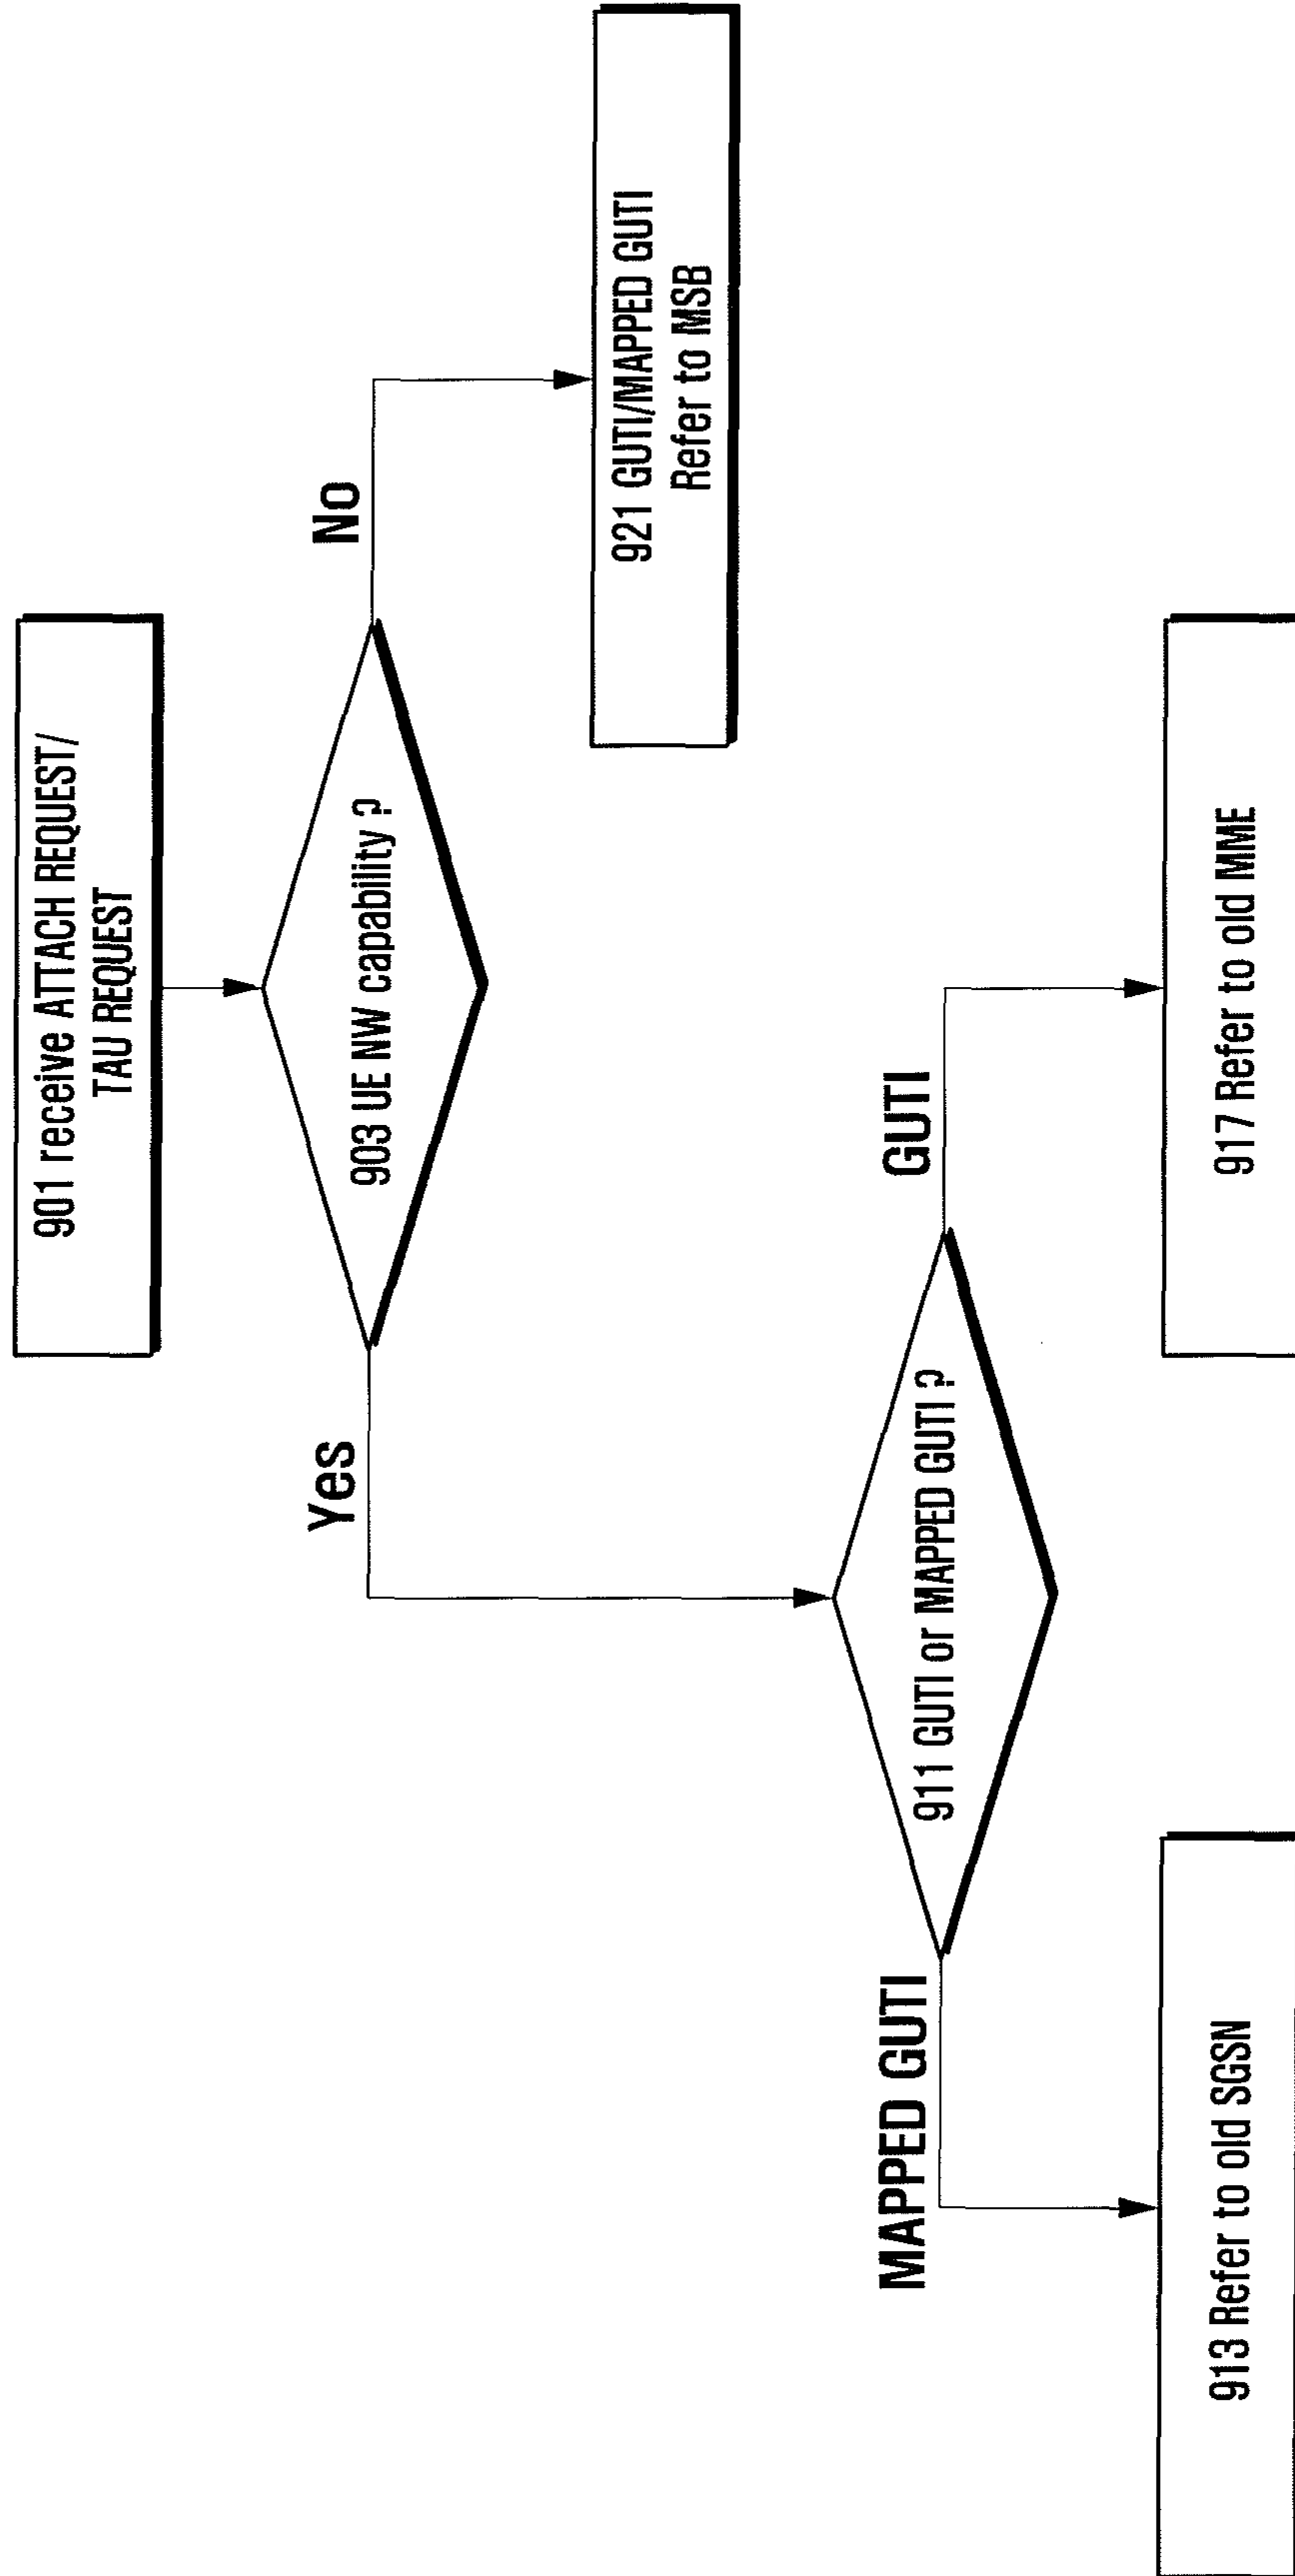 901 receive ATTACH REQUEST/
TAU REQUEST
903 UE NW capability ?
Yes
No
921 GUTI/MAPPED GUTI
Refer to MSB
911 GUTI or MAPPED GUTI ?
MAPPED GUTI
GUTI
913 Refer to old SGSN
917 Refer to old MME